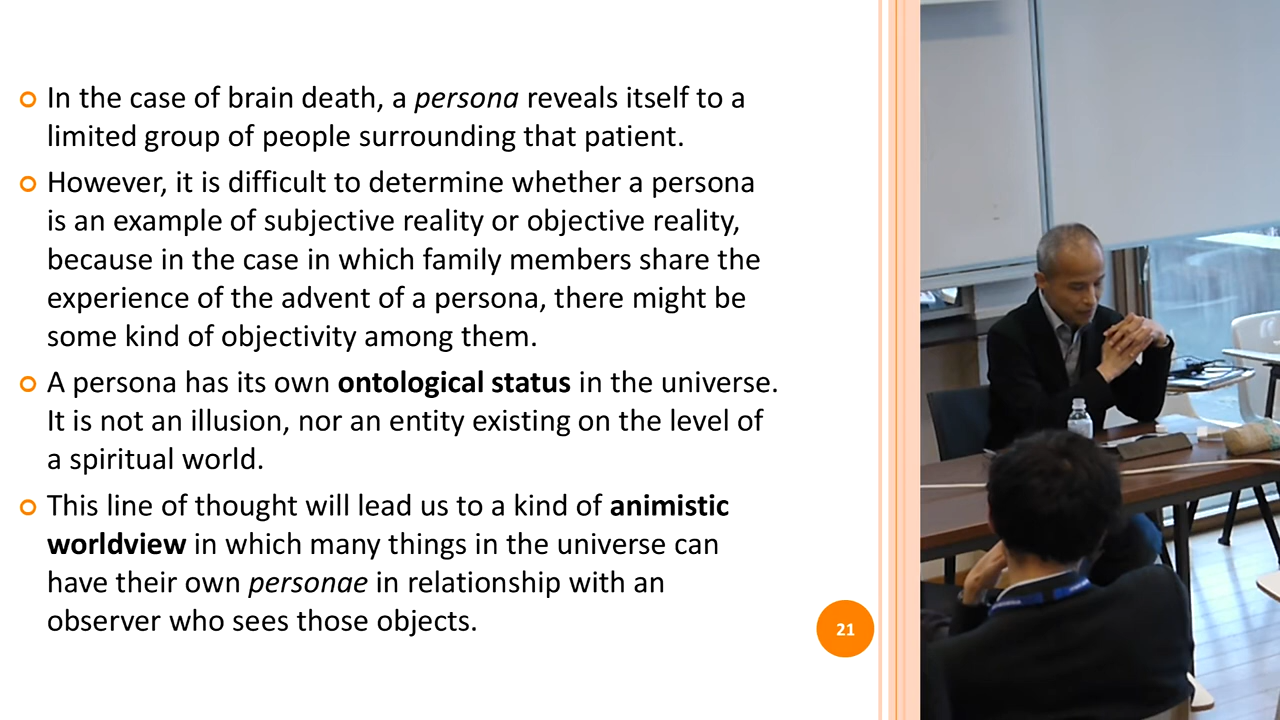 In the case of brain death, a persona reveals itself to a
limited group of people surrounding that patient.
However, it is difficult to determine whether a persona
is an example of subjective reality or objective reality,
because in the case in which family members share the
experience of the advent of a persona, there might be
some kind of objectivity among them.
A persona has its own ontological status in the universe.
It is not an illusion, nor an entity existing on the level of
a spiritual world.
This line of thought will lead us to a kind of animistic
worldview in which many things in the universe can
have their own personae in relationship with an
observer who sees those objects.
21